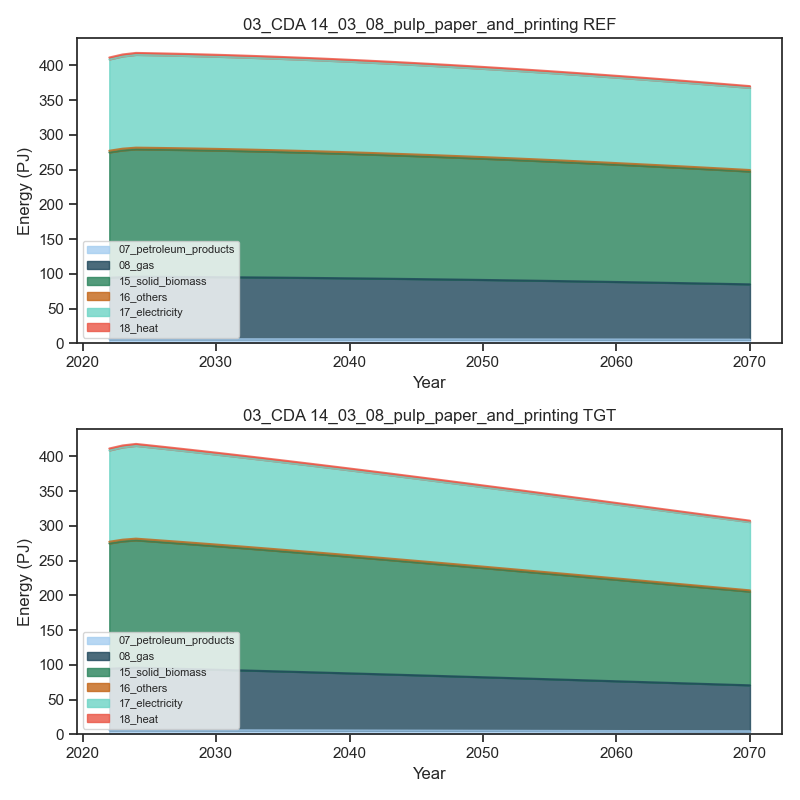 03_CDA 14_03_08_pulp_paper_and_printing REF
400
350
300
250
200
150
100
50
0
Energy (PJ)
07_petroleum_products
08_gas
15_solid_biomass
16_others
17_electricity
18_heat
2020 2030 2040 2050 2060 2070
Year
03_CDA 14_03_08_pulp_paper_and_printing TGT
400
350
300
250
200
150
100
50
0
Energy (PJ)
07_petroleum_products
08_gas
15_solid_biomass
16_others
17_electricity
18_heat
2020 2030 2040 2050 2060 2070
Year